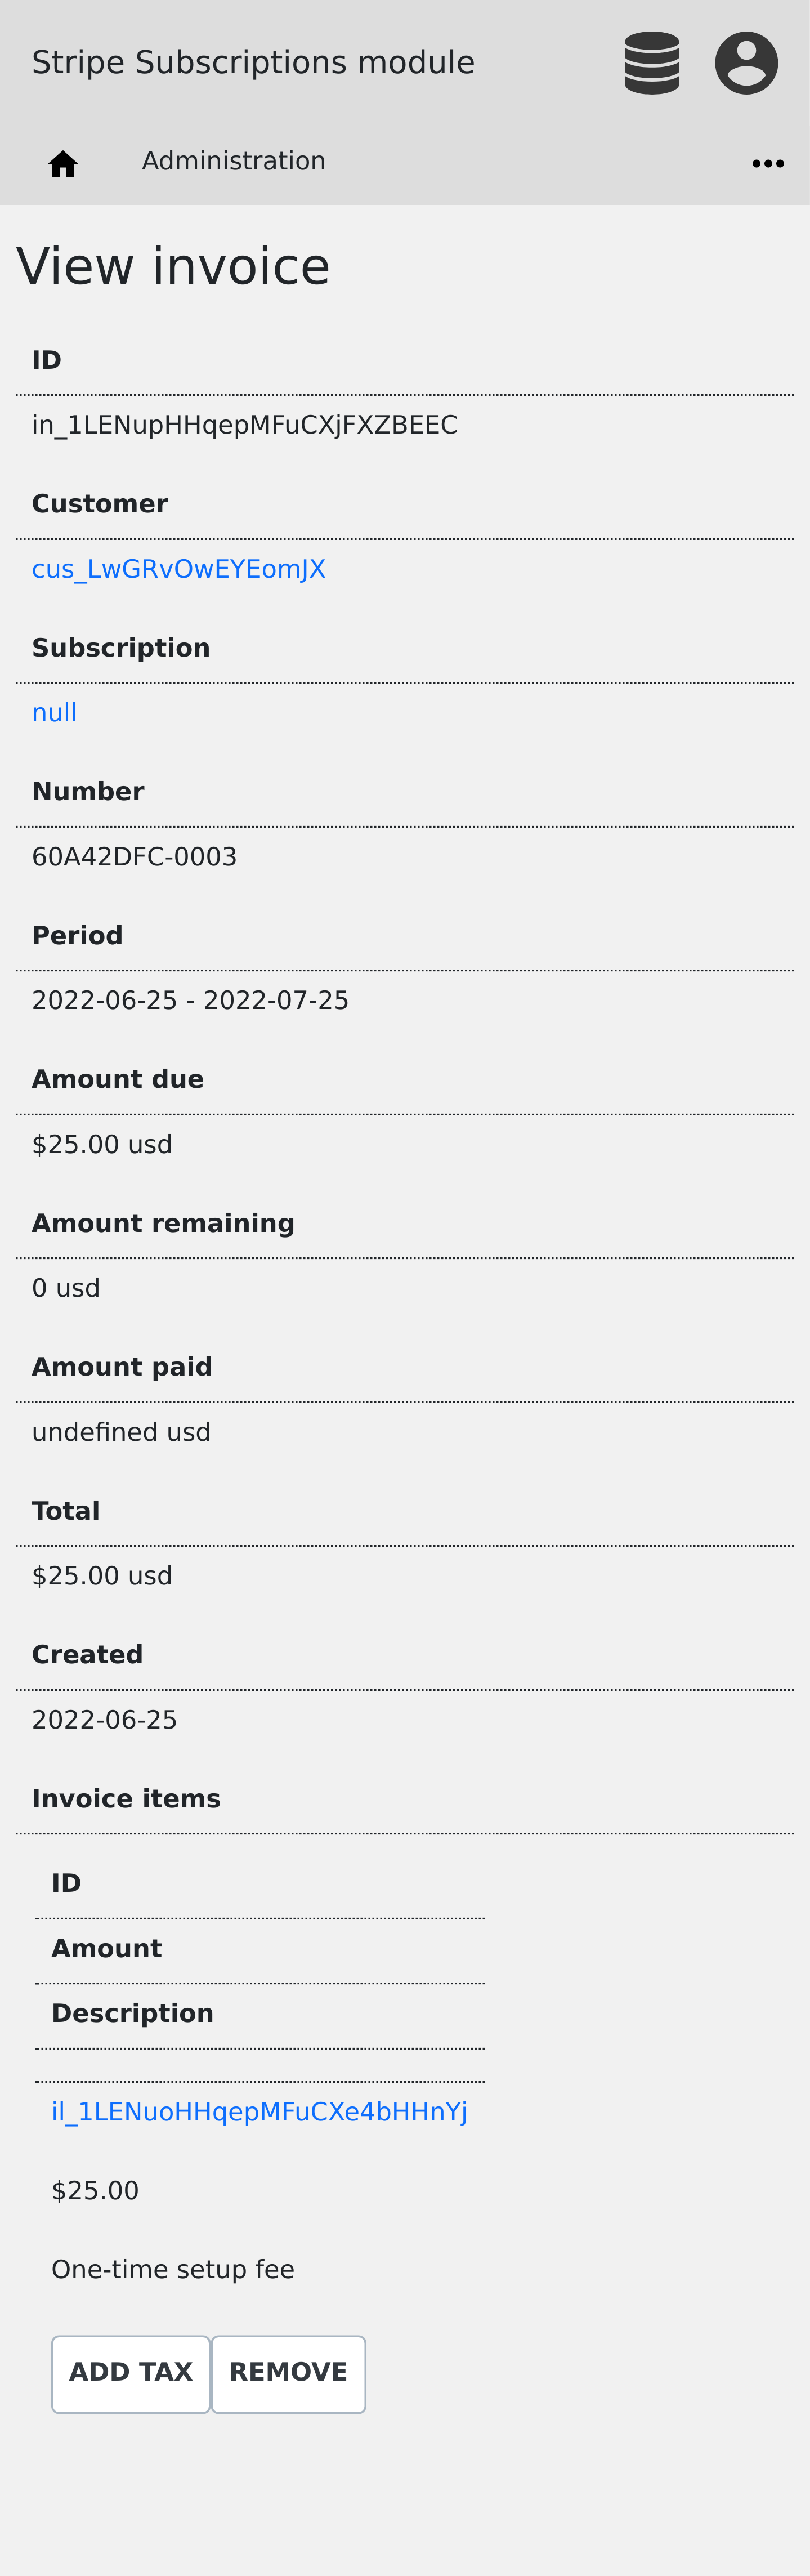 Stripe Subscriptions module
Administration
View invoice
ID
in_1LENupHHqepMFuCXjFXZBEEC
Customer
cus_LwGRvOwEYEomJX
Subscription
null
Number
60A42DFC-0003
Period
2022-06-25 - 2022-07-25
Amount due
$25.00 usd
Amount remaining
0 usd
Amount paid
undefined usd
Total
$25.00 usd
Created
2022-06-25
Invoice items
ID
Amount
Description
il_1LENuoHHqepMFuCXe4bHHnYj
$25.00
One-time setup fee
ADD TAX REMOVE